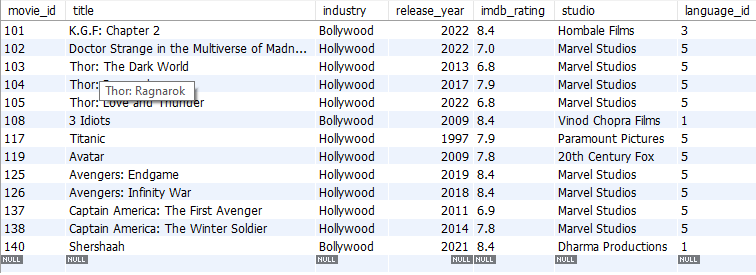 movie_id title industry release_year imdb_rating studio language_id
101 K.G.F: Chapter 2 Bollywood 2022 8.4 Hombale Films 3
102 Doctor Strange in the Multiverse of Madn... Hollywood 2022 7.0 Marvel Studios 5
103 Thor: The Dark World Hollywood 2013 6.8 Marvel Studios 5
104 Thor: Hollywood 2017 7.9 Marvel Studios 5
Thor: Ragnarok
105 Thor: Love and Thunder Hollywood 2022 6.8 Marvel Studios 5
108 3 Idiots Bollywood 2009 8.4 Vinod Chopra Films 1
117 Titanic Hollywood 1997 7.9 Paramount Pictures 5
119 Avatar Hollywood 2009 7.8 20th Century Fox 5
125 Avengers: Endgame Hollywood 2019 8.4 Marvel Studios 5
126 Avengers: Infinity War Hollywood 2018 8.4 Marvel Studios 5
137 Captain America: The First Avenger Hollywood 2011 6.9 Marvel Studios 5
138 Captain America: The Winter Soldier Hollywood 2014 7.8 Marvel Studios 5
140 Shershaah Bollywood 2021 8.4 Dharma Productions 1
NULL NULL NULL NULL NULL NULL NULL